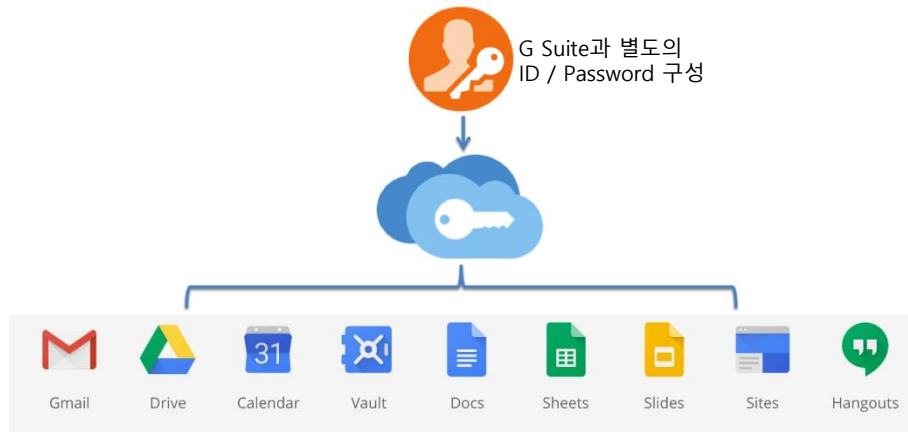 G Suite과 별도의
ID / Password 구성
31
Gmail Drive Calendar Vault Docs Sheets Slides Sites Hangouts